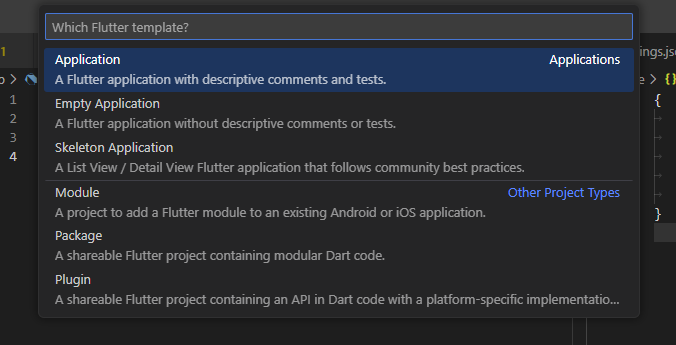 Which Flutter template?
Application Applications
A Flutter application with descriptive comments and tests.
Empty Application
A Flutter application without descriptive comments or tests.
Skeleton Application
A List View / Detail View Flutter application that follows community best practices.
Module Other Project Types
A project to add a Flutter module to an existing Android or iOS application.
Package
A shareable Flutter project containing modular Dart code.
Plugin
A shareable Flutter project containing an API in Dart code with a platform-specific implementatio...
1
ings.js
1
2
3
4
e > {}
{
}